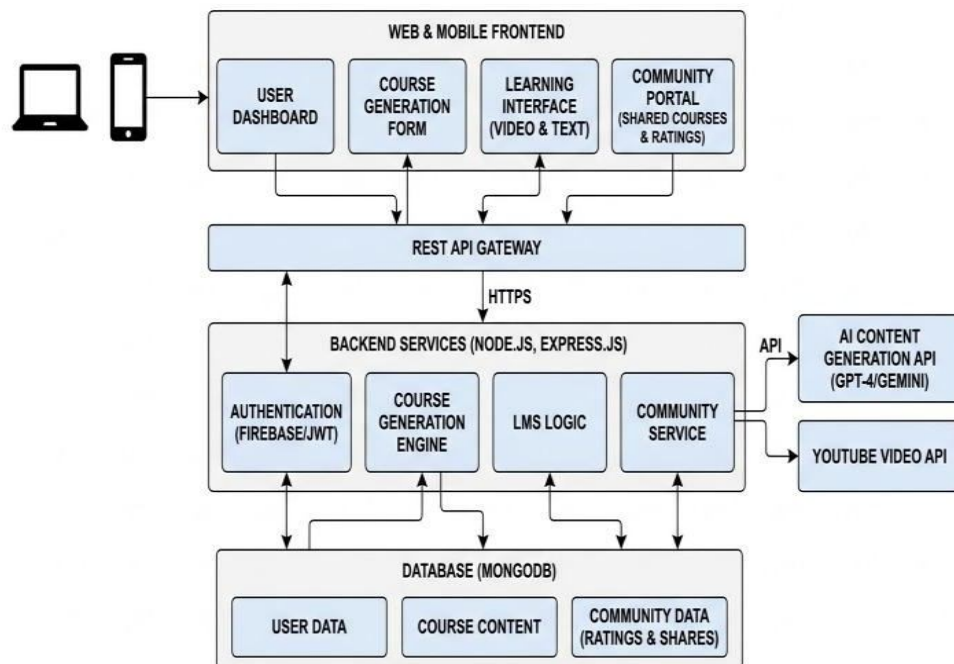 WEB & MOBILE FRONTEND
USER
DASHBOARD
COURSE
GENERATION
FORM
LEARNING
INTERFACE
(VIDEO & TEXT)
COMMUNITY
PORTAL
(SHARED COURSES
& RATINGS)
REST API GATEWAY
HTTPS
BACKEND SERVICES (NODE.JS, EXPRESS.JS)
AUTHENTICATION
(FIREBASE/JWT)
COURSE
GENERATION
ENGINE
LMS LOGIC
COMMUNITY
SERVICE
API
AI CONTENT
GENERATION API
(GPT-4/GEMINI)
YOUTUBE VIDEO API
DATABASE (MONGODB)
USER DATA
COURSE CONTENT
COMMUNITY DATA
(RATINGS & SHARES)